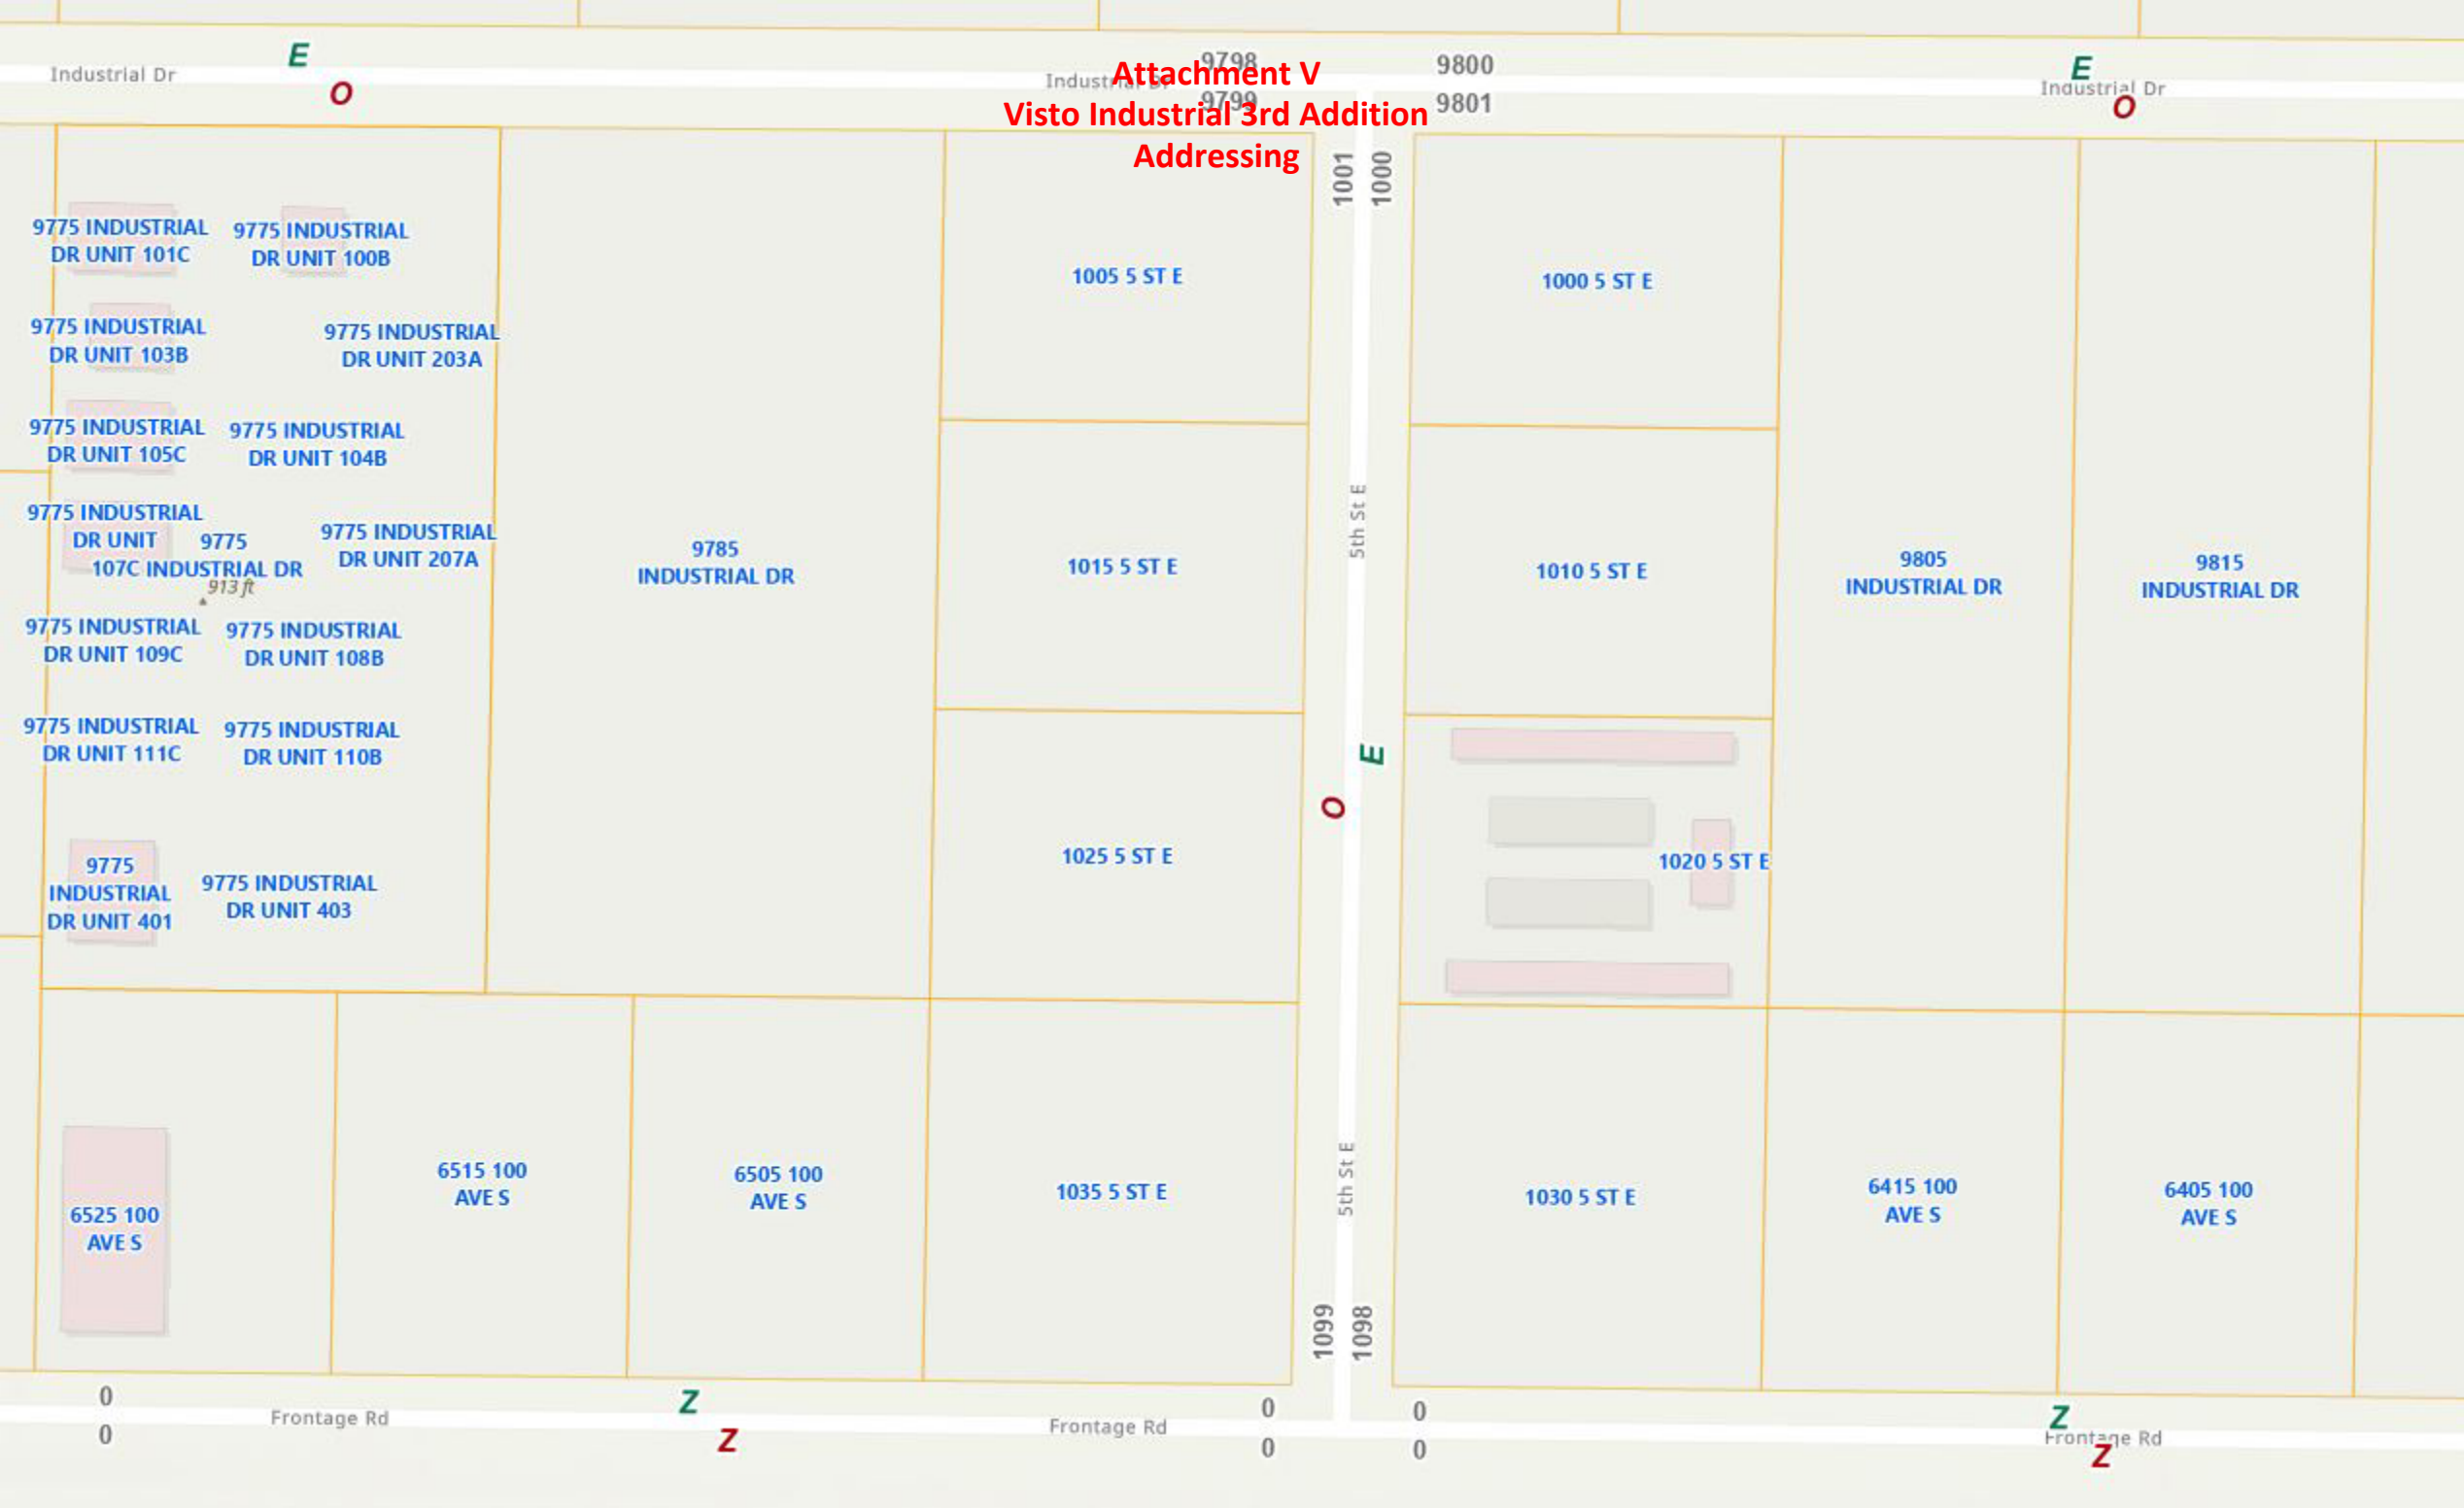 E
E
Industrial Dr
O
9798
Attachment V
Industrial Dr
9800
Industrial Dr
O
9799
Visto Industrial 3rd Addition
9801
Addressing
1001
1000
9775 INDUSTRIAL
DR UNIT 101C
9775 INDUSTRIAL
DR UNIT 100B
1005 5 ST E
1000 5 ST E
9775 INDUSTRIAL
DR UNIT 103B
9775 INDUSTRIAL
DR UNIT 203A
9775 INDUSTRIAL
DR UNIT 105C
9775 INDUSTRIAL
DR UNIT 104B
5th St E
9775 INDUSTRIAL
DR UNIT
107C
9775
INDUSTRIAL DR
913 ft
9775 INDUSTRIAL
DR UNIT 207A
9785
INDUSTRIAL DR
1015 5 ST E
1010 5 ST E
9805
INDUSTRIAL DR
9815
INDUSTRIAL DR
9775 INDUSTRIAL
DR UNIT 109C
9775 INDUSTRIAL
DR UNIT 108B
9775 INDUSTRIAL
DR UNIT 111C
9775 INDUSTRIAL
DR UNIT 110B
E
O
9775
INDUSTRIAL
DR UNIT 401
9775 INDUSTRIAL
DR UNIT 403
1025 5 ST E
1020 5 ST E
6525 100
AVE S
6515 100
AVE S
6505 100
AVE S
1035 5 ST E
5th St E
1030 5 ST E
6415 100
AVE S
6405 100
AVE S
1099
1098
0
0
Frontage Rd
Z
Z
Frontage Rd
0
0
0
0
Z
Frontage Rd
Z